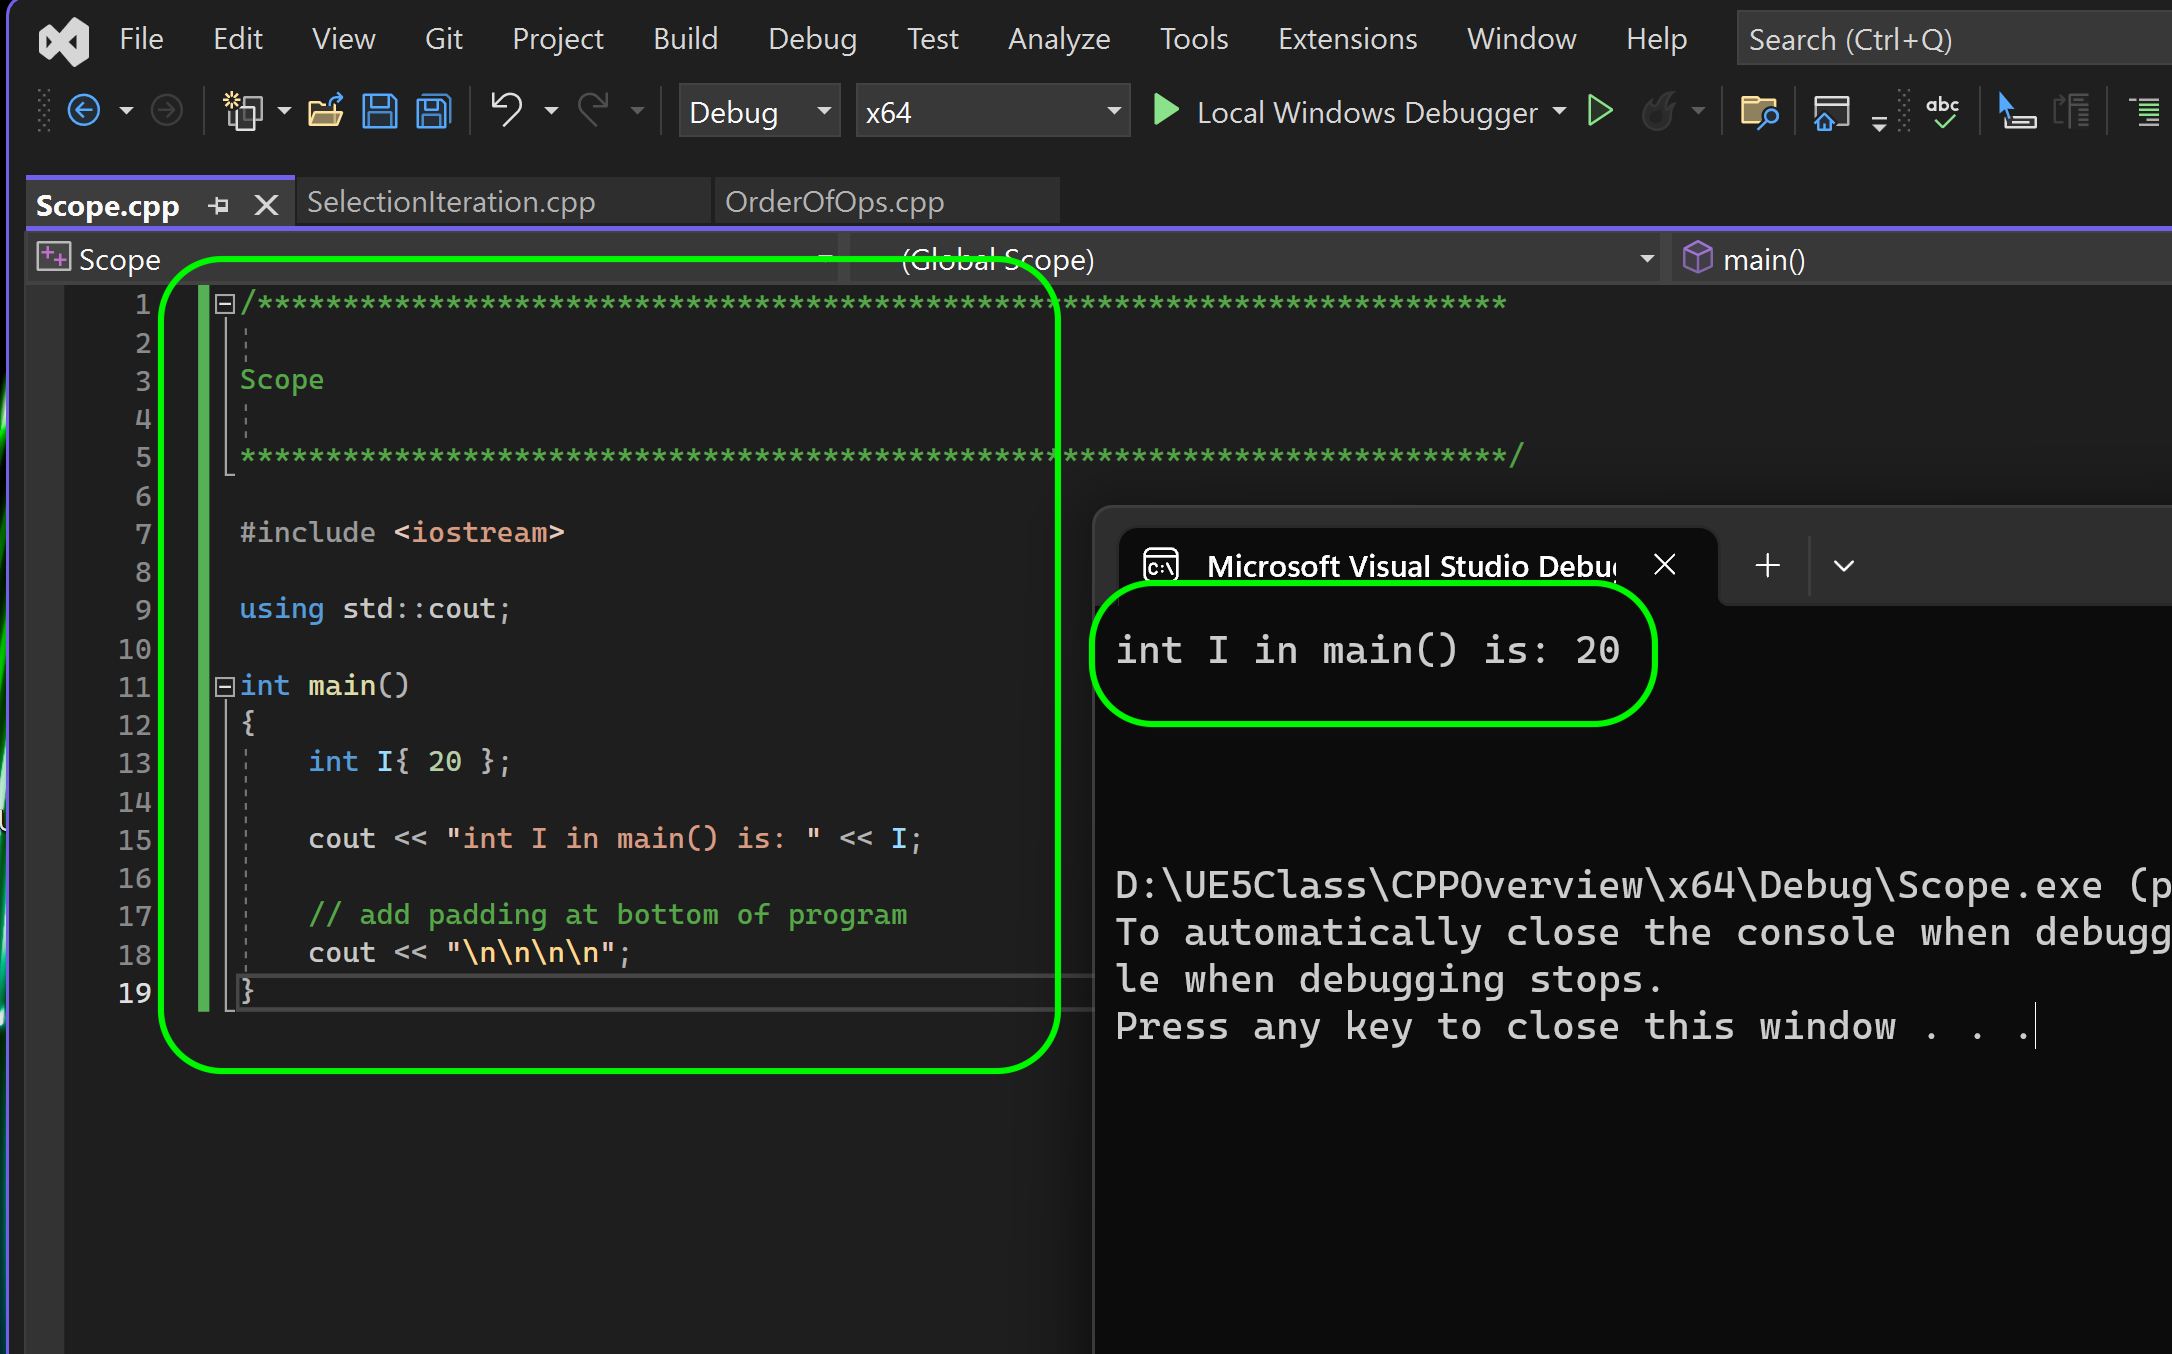 File Edit View Git Project Build Debug Test Analyze Tools Extensions Window Help Search (Ctrl+Q)
Debug x64 Local Windows Debugger abc
Scope.cpp SelectionIteration.cpp OrderOfOps.cpp
Scope (Global Scope) main()
1 /*************************************************************************
2
3 Scope
4
5 **************************************************************************/
6
7 #include <iostream>
8
9 using std::cout;
10
11 int main()
12 {
13 int I{ 20 };
14
15 cout << "int I in main() is: " << I;
16
17 // add padding at bottom of program
18 cout << "\n\n\n\n";
19 }
C:\ Microsoft Visual Studio Debu
int I in main() is: 20
D:\UE5Class\CPPOverview\x64\Debug\Scope.exe (p
To automatically close the console when debugg
le when debugging stops.
Press any key to close this window . . .